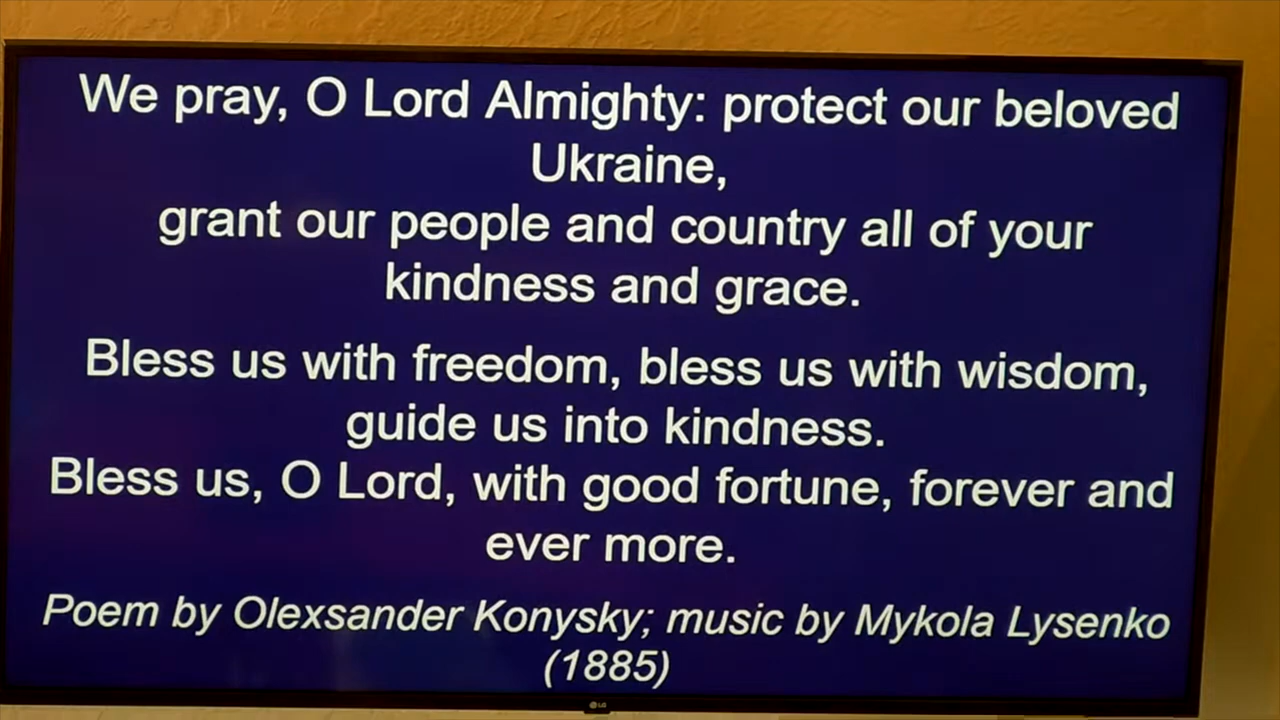 We pray, O Lord Almighty: protect our beloved
Ukraine,
grant our people and country all of your
kindness and grace.
Bless us with freedom, bless us with wisdom,
guide us into kindness.
Bless us, O Lord, with good fortune, forever and
ever more.
Poem by Olexsander Konysky; music by Mykola Lysenko
(1885)
LG